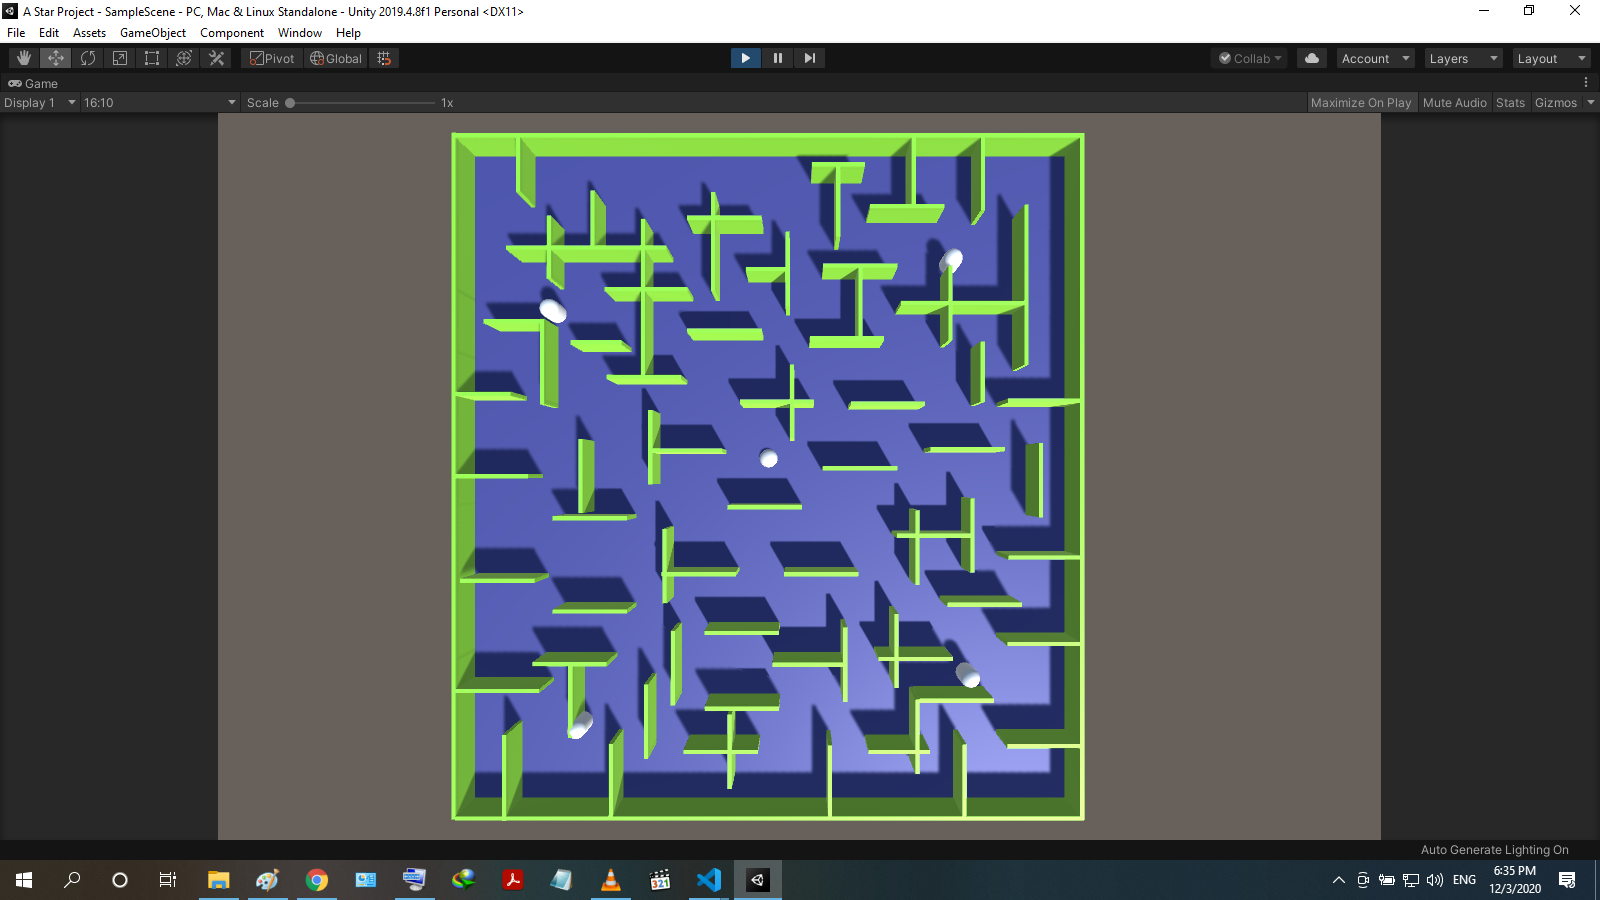 A Star Project - SampleScene - PC, Mac & Linux Standalone - Unity 2019.4.8f1 Personal <DX11>
File Edit Assets GameObject Component Window Help
Pivot Global Collab Account Layers Layout
Game
Display 1 16:10 Scale 1x Maximize On Play Mute Audio Stats Gizmos
Auto Generate Lighting On
321
ENG 6:35 PM
12/3/2020